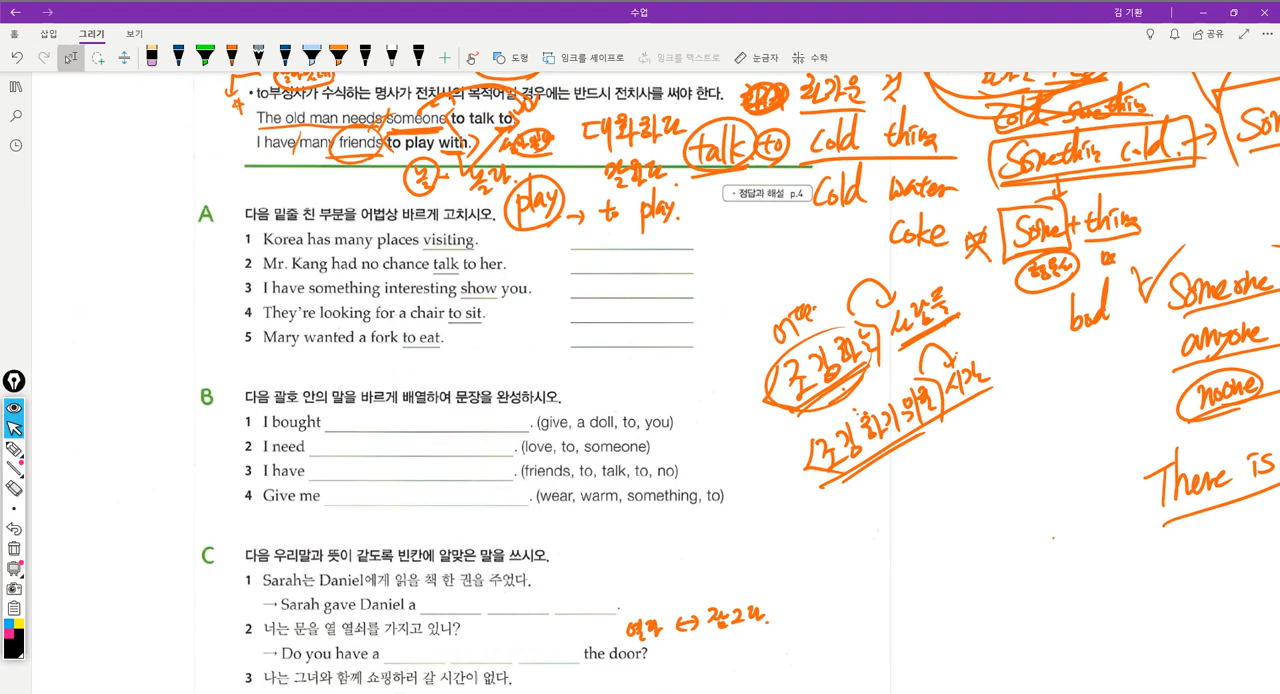 수업
김 기환
홈 삽입 그리기 보기
도형 잉크를 셰이프로 잉크를 텍스트로 눈금자 수학
공유
• to부정사가 수식하는 명사가 전치사의 목적어일 경우에는 반드시 전치사를 써야 한다.
The old man needs someone to talk to.
I have many friends to play with.
대화하다
talk to
차가운 것
cold thing
cold something
Somethin cold.
play → to play.
Cold water
coke
Some + thing
bad
Someone
anyone
noone
There is
• 정답과 해설 p.4
A 다음 밑줄 친 부분을 어법상 바르게 고치시오.
1 Korea has many places visiting.
2 Mr. Kang had no chance talk to her.
3 I have something interesting show you.
4 They're looking for a chair to sit.
5 Mary wanted a fork to eat.
조깅하는 사람들
조깅하기 위한 시간
B 다음 괄호 안의 말을 바르게 배열하여 문장을 완성하시오.
1 I bought . (give, a doll, to, you)
2 I need . (love, to, someone)
3 I have . (friends, to, talk, to, no)
4 Give me . (wear, warm, something, to)
C 다음 우리말과 뜻이 같도록 빈칸에 알맞은 말을 쓰시오.
1 Sarah는 Daniel에게 읽을 책 한 권을 주었다.
→ Sarah gave Daniel a .
2 너는 문을 열 열쇠를 가지고 있니?
열다 ↔ 잠그다.
→ Do you have a the door?
3 나는 그녀와 함께 쇼핑하러 갈 시간이 없다.